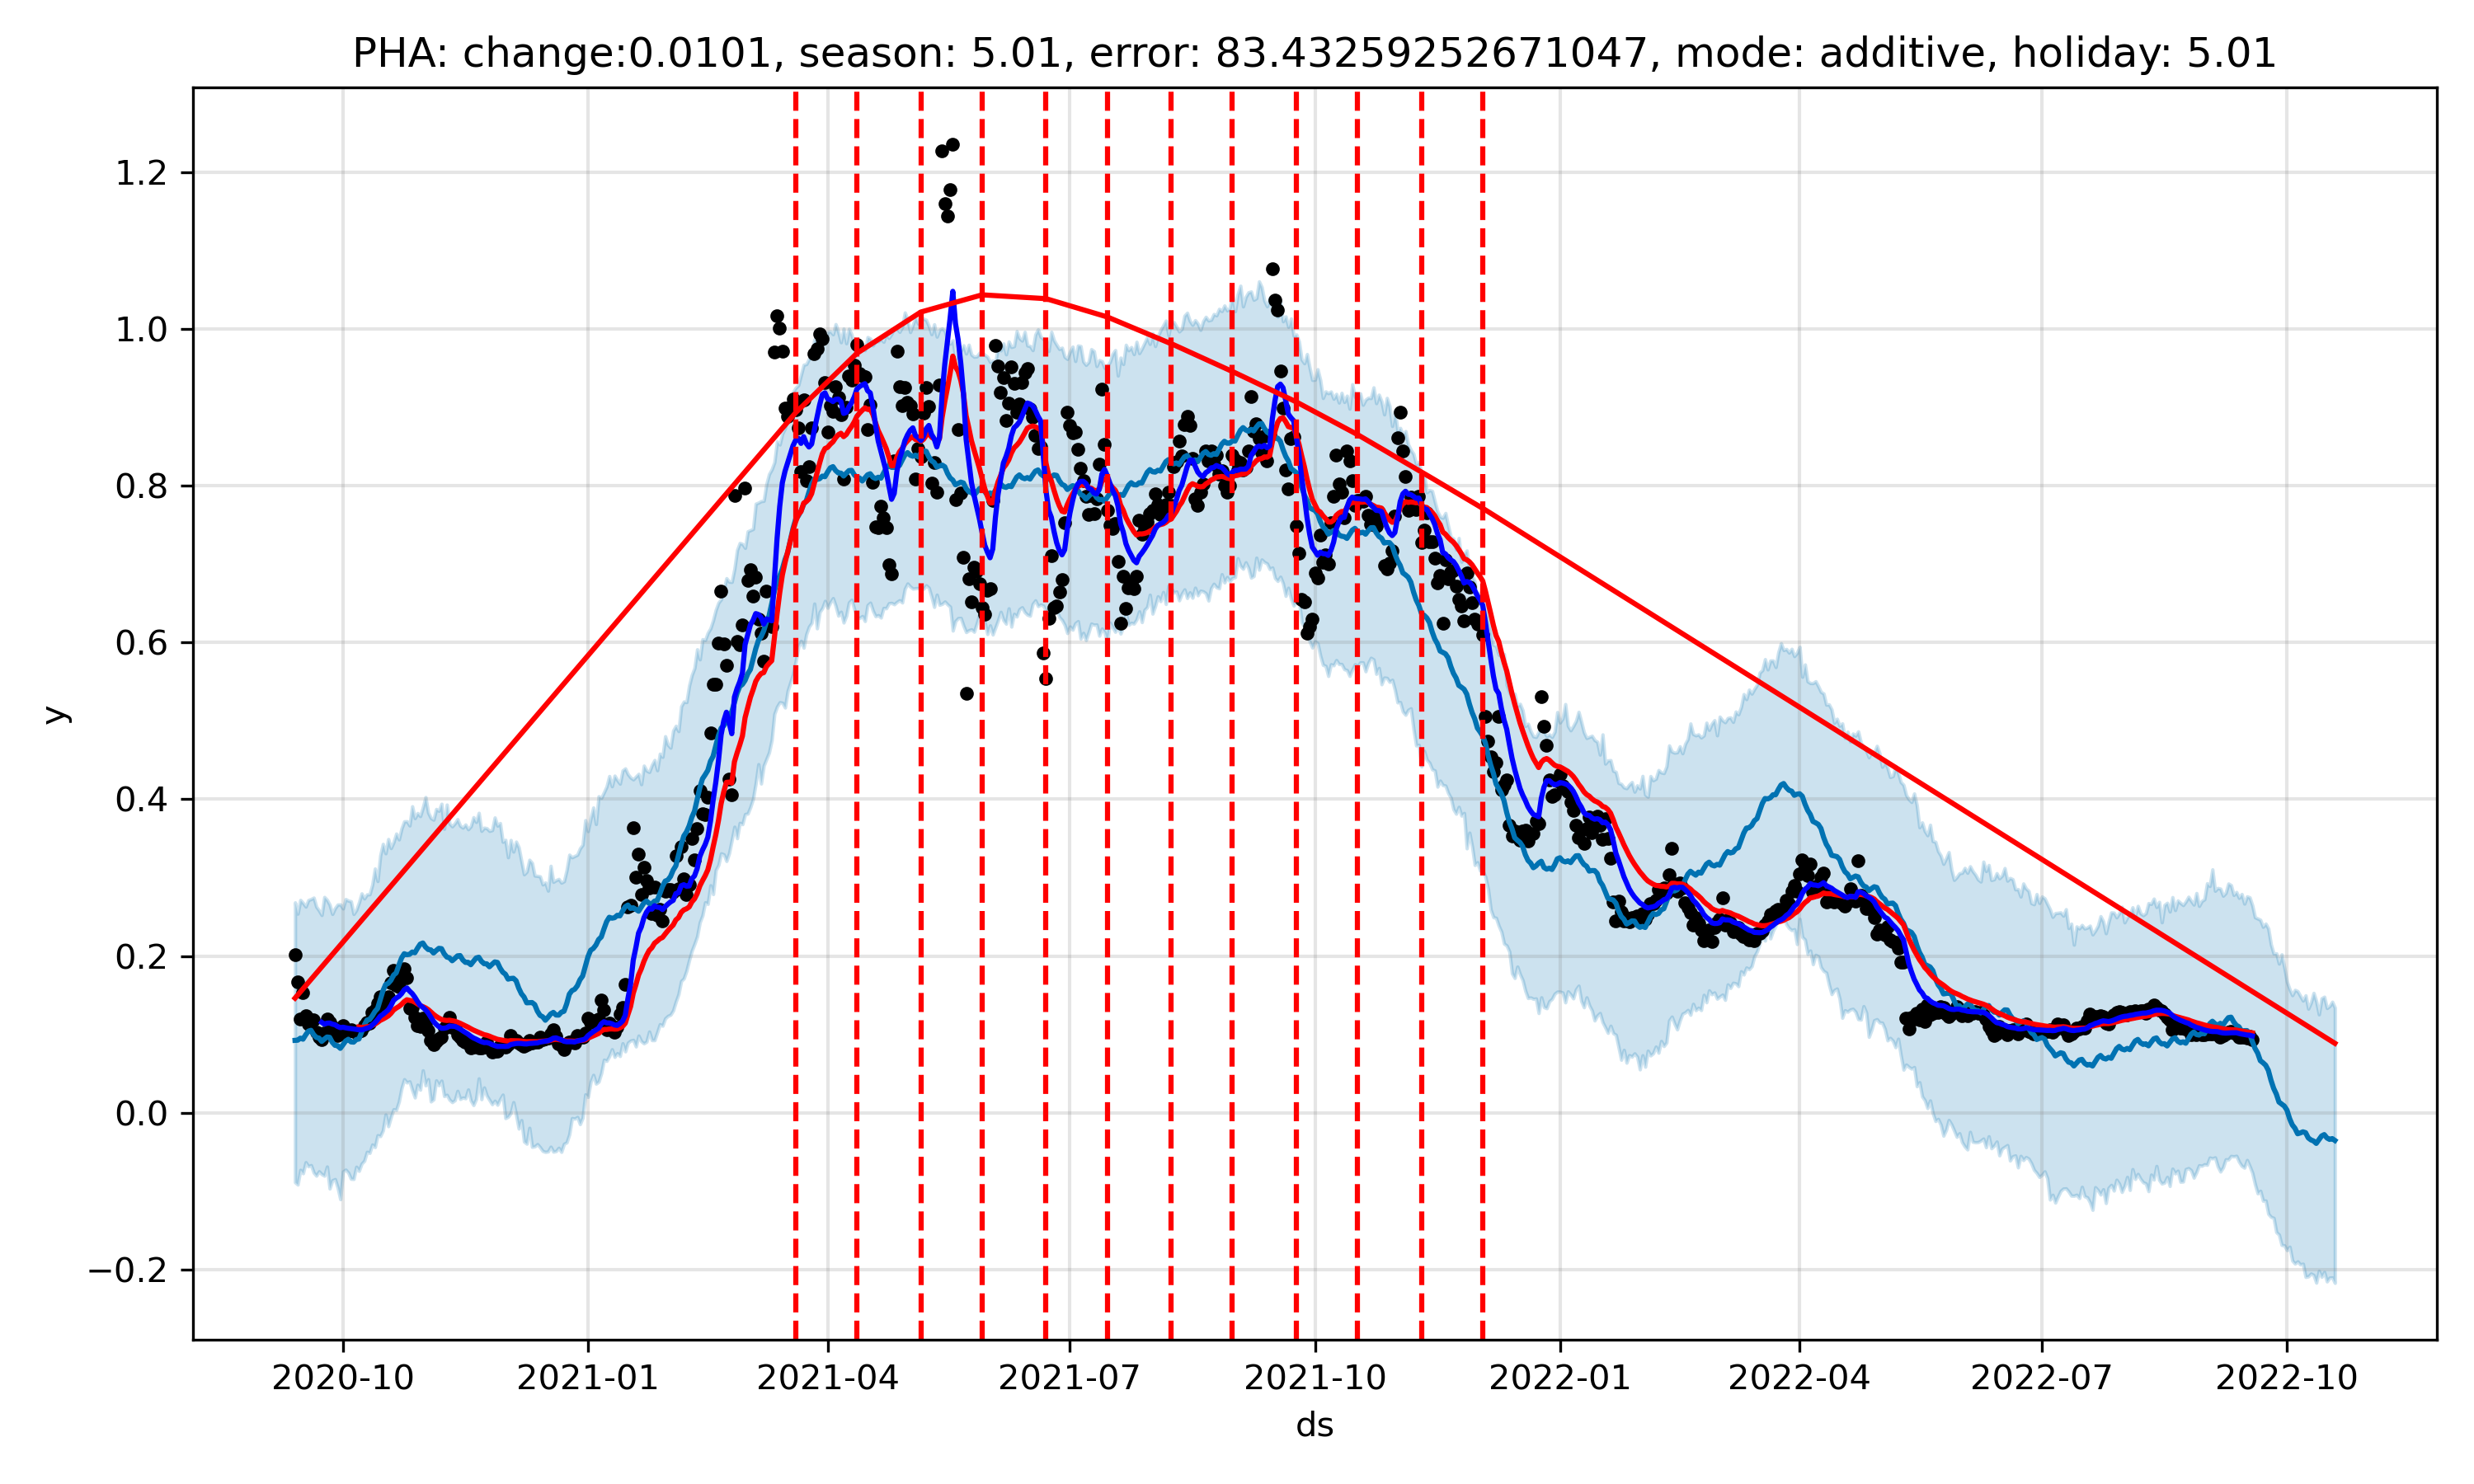 PHA: change:0.0101, season: 5.01, error: 83.43259252671047, mode: additive, holiday: 5.01
1.2
1.0
0.8
0.6
0.4
0.2
0.0
−0.2
y
2020-10 2021-01 2021-04 2021-07 2021-10 2022-01 2022-04 2022-07 2022-10
ds